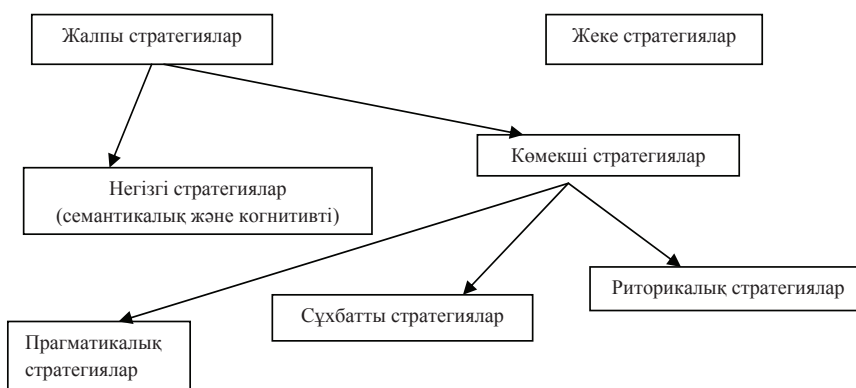 Жалпы стратегиялар
Жеке стратегиялар
Көмекші стратегиялар
Негізгі стратегиялар
(семантикалық және когнитивті)
Риторикалық стратегиялар
Сұхбатты стратегиялар
Прагматикалық
стратегиялар